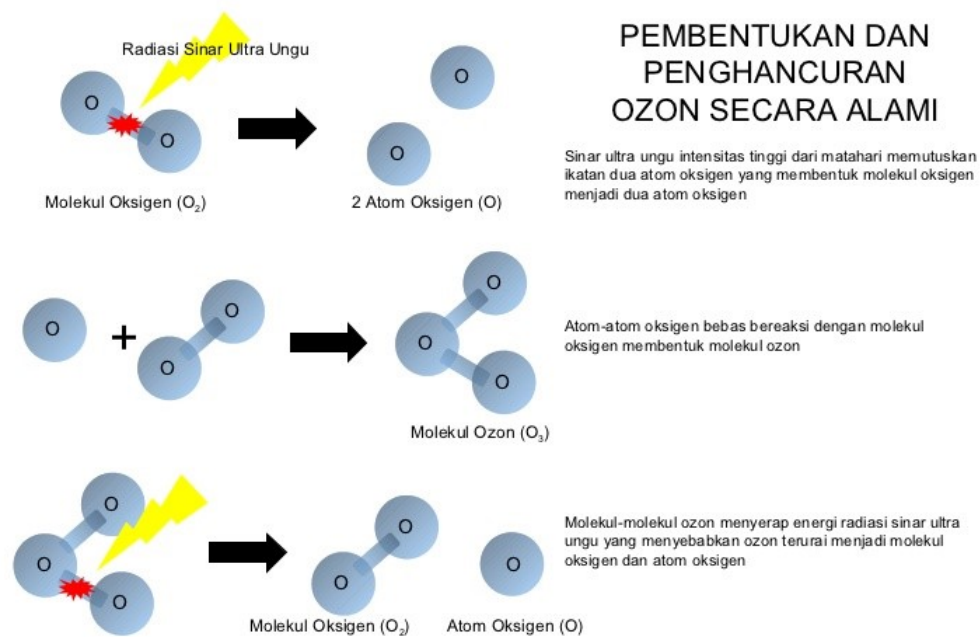 PEMBENTUKAN DAN
PENGHANCURAN
OZON SECARA ALAMI
Radiasi Sinar Ultra Ungu
O
O
O
O
Molekul Oksigen (O₂)
2 Atom Oksigen (O)
Sinar ultra ungu intensitas tinggi dari matahari memutuskan
ikatan dua atom oksigen yang membentuk molekul oksigen
menjadi dua atom oksigen
O
+
O
O
O
O
O
Molekul Ozon (O₃)
Atom-atom oksigen bebas bereaksi dengan molekul
oksigen membentuk molekul ozon
O
O
O
O
O
O
Molekul Oksigen (O₂)
Atom Oksigen (O)
Molekul-molekul ozon menyerap energi radiasi sinar ultra
ungu yang menyebabkan ozon terurai menjadi molekul
oksigen dan atom oksigen